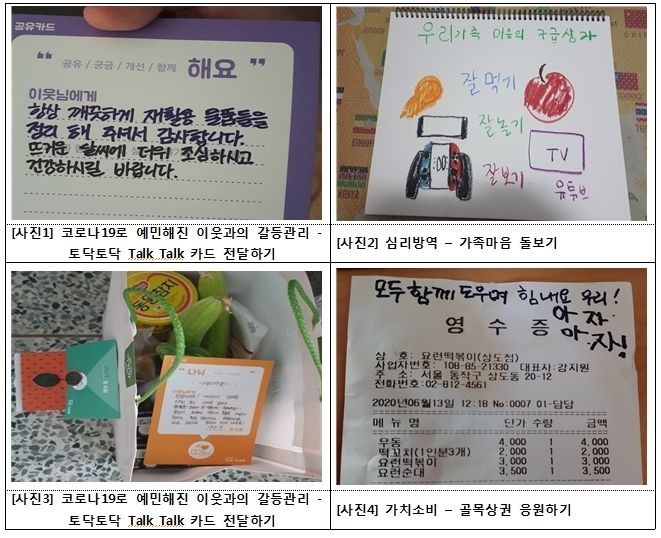 공유카드
“ 공유 / 궁금 / 개선 / 함께 해요 ”
이웃님에게
항상 깨끗하게 재활용 물품들을
정리 해 주셔서 감사합니다.
뜨거운 날씨에 더위 조심하시고
건강하시길 바랍니다.
[사진1] 코로나19로 예민해진 이웃과의 갈등관리 -
토닥토닥 Talk Talk 카드 전달하기
우리가족 마음의 구급상자
잘 먹기
잘 놀기
잘 보기
TV
유튜브
[사진2] 심리방역 – 가족마음 돌보기
[사진3] 코로나19로 예민해진 이웃과의 갈등관리 -
토닥토닥 Talk Talk 카드 전달하기
모두 함께 도우며 힘내요 우리!
아자
아자!
영 수 증
상 호: 요런떡볶이(상도점)
사업자번호: 108-85-21330 대표자:강지원
주 소: 서울 동작구 상도동 20-12
전화번호:02-812-4561
2020년06월13일 12:18 No:0007 01-담당
메 뉴 명 단가 수량 금액
우동 4,000 1 4,000
떡꼬치(1인분3개) 2,000 1 2,000
요런떡볶이 3,000 1 3,000
요런순대 3,500 1 3,500
[사진4] 가치소비 – 골목상권 응원하기